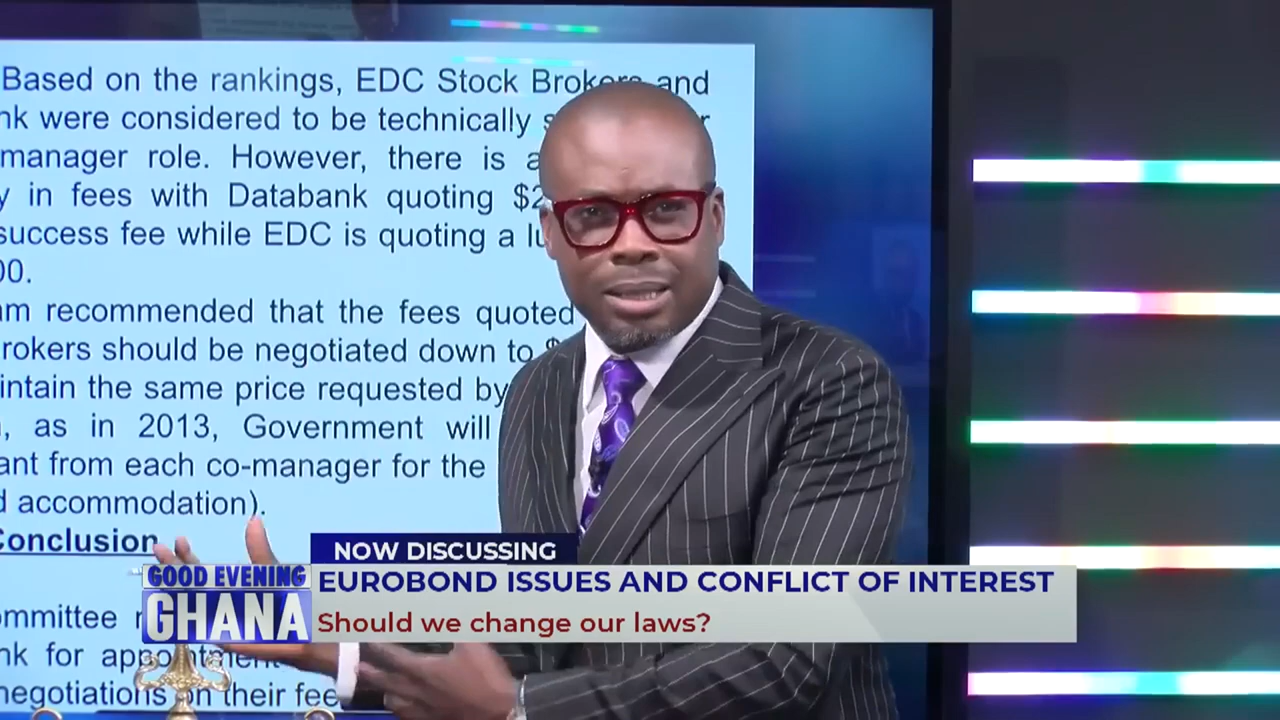 Based on the rankings, EDC Stock Brokers and
nk were considered to be technically
manager role. However, there is a
y in fees with Databank quoting $2
success fee while EDC is quoting a lu
00.
am recommended that the fees quoted
rokers should be negotiated down to $
intain the same price requested by
, as in 2013, Government will
ant from each co-manager for the
d accommodation).
Conclusion
NOW DISCUSSING
GOOD EVENING
GHANA
EUROBOND ISSUES AND CONFLICT OF INTEREST
Should we change our laws?
ommittee
nk for appointment
negotiations on their fee